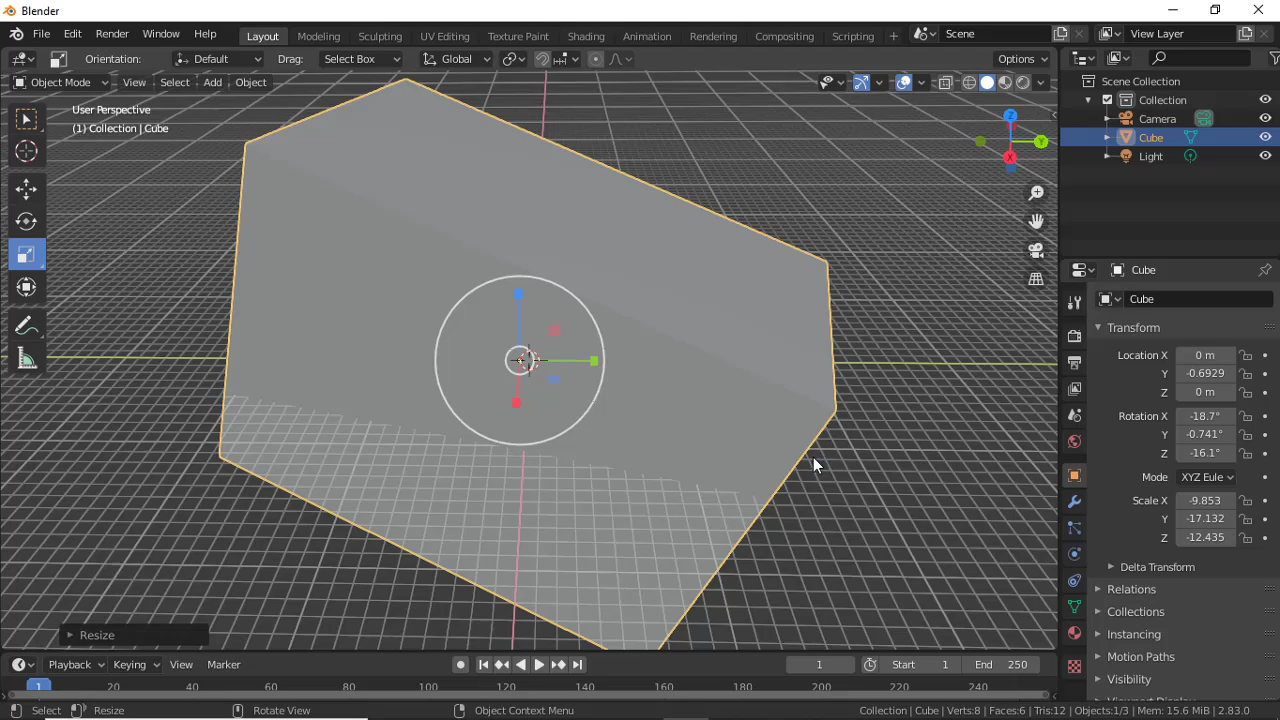 Blender
File Edit Render Window Help Layout Modeling Sculpting UV Editing Texture Paint Shading Animation Rendering Compositing Scripting + Scene View Layer
Orientation: Default Drag: Select Box Global Options
Object Mode View Select Add Object
User Perspective
(1) Collection | Cube
Z
Y
X
Scene Collection
Collection
Camera
Cube
Light
Cube
Cube
Transform
Location X 0 m
Y -0.6929
Z 0 m
Rotation X -18.7°
Y -0.741°
Z -16.1°
Mode XYZ Eule
Scale X -9.853
Y -17.132
Z -12.435
Delta Transform
Relations
Collections
Instancing
Motion Paths
Visibility
Viewport Display
Resize
Playback Keying View Marker 1 Start 1 End 250
1 20 40 60 80 100 120 140 160 180 200 220 240
Select Resize Rotate View Object Context Menu Collection | Cube | Verts:8 | Faces:6 | Tris:12 | Objects:1/3 | Mem: 15.6 MiB | 2.83.0